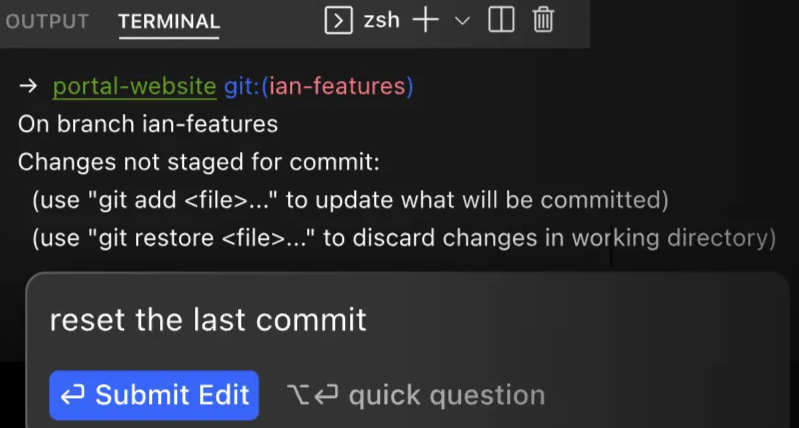 OUTPUT TERMINAL zsh
→ portal-website git:(ian-features)
On branch ian-features
Changes not staged for commit:
(use "git add <file>..." to update what will be committed)
(use "git restore <file>..." to discard changes in working directory)
reset the last commit
⏎ Submit Edit ⌥⏎ quick question